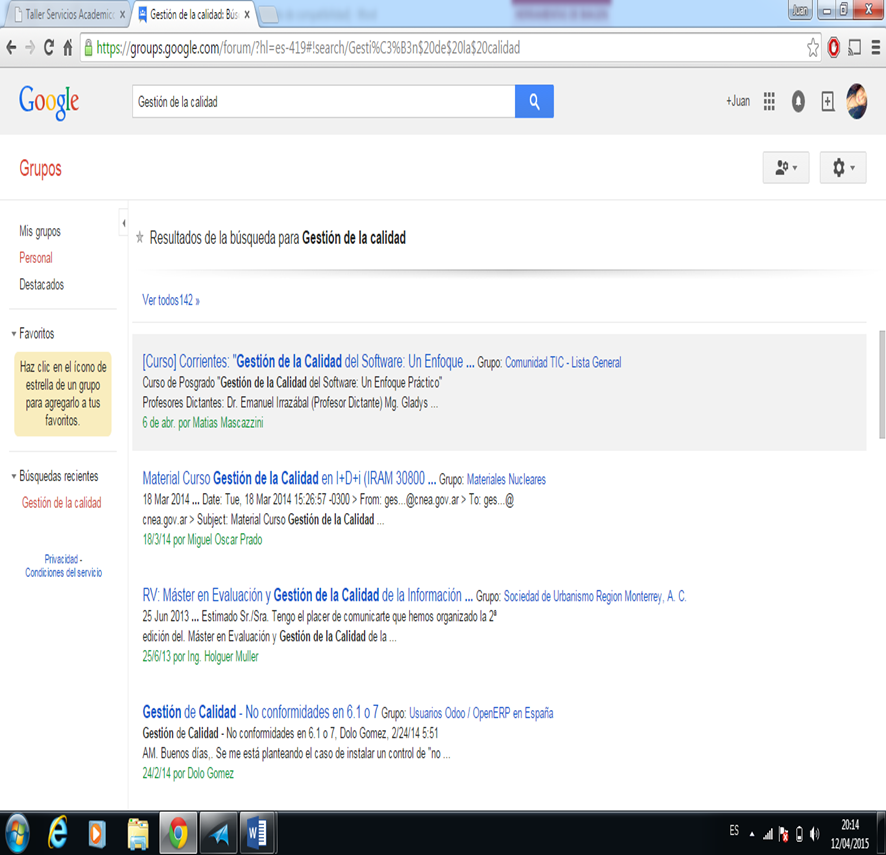 Taller Servicios Academic
Gestión de la calidad: Bús
Juan
https://groups.google.com/forum/?hl=es-419#!search/Gesti%C3%B3n$20de$20la$20calidad
Google
Gestión de la calidad
+Juan
Grupos
Mis grupos
Personal
Destacados
Favoritos
Haz clic en el ícono de
estrella de un grupo
para agregarlo a tus
favoritos.
Búsquedas recientes
Gestión de la calidad
Privacidad -
Condiciones del servicio
Resultados de la búsqueda para Gestión de la calidad
Ver todos142 »
[Curso] Corrientes: "Gestión de la Calidad del Software: Un Enfoque ... Grupo: Comunidad TIC - Lista General
Curso de Posgrado "Gestión de la Calidad del Software: Un Enfoque Práctico"
Profesores Dictantes: Dr. Emanuel Irrazábal (Profesor Dictante) Mg. Gladys ...
6 de abr. por Matias Mascazzini
Material Curso Gestión de la Calidad en I+D+i (IRAM 30800 ... Grupo: Materiales Nucleares
18 Mar 2014 ... Date: Tue, 18 Mar 2014 15:26:57 -0300 > From: ges...@cnea.gov.ar > To: ges...@
cnea.gov.ar > Subject: Material Curso Gestión de la Calidad ...
18/3/14 por Miguel Oscar Prado
RV: Máster en Evaluación y Gestión de la Calidad de la Información ... Grupo: Sociedad de Urbanismo Region Monterrey, A. C.
25 Jun 2013 ... Estimado Sr./Sra. Tengo el placer de comunicarte que hemos organizado la 2ª
edición del. Máster en Evaluación y Gestión de la Calidad de la ...
25/6/13 por Ing. Holguer Muller
Gestión de Calidad - No conformidades en 6.1 o 7 Grupo: Usuarios Odoo / OpenERP en España
Gestión de Calidad - No conformidades en 6.1 o 7, Dolo Gomez, 2/24/14 5:51
AM. Buenos días,. Se me está planteando el caso de instalar un control de "no ...
24/2/14 por Dolo Gomez
ES
20:14
12/04/2015